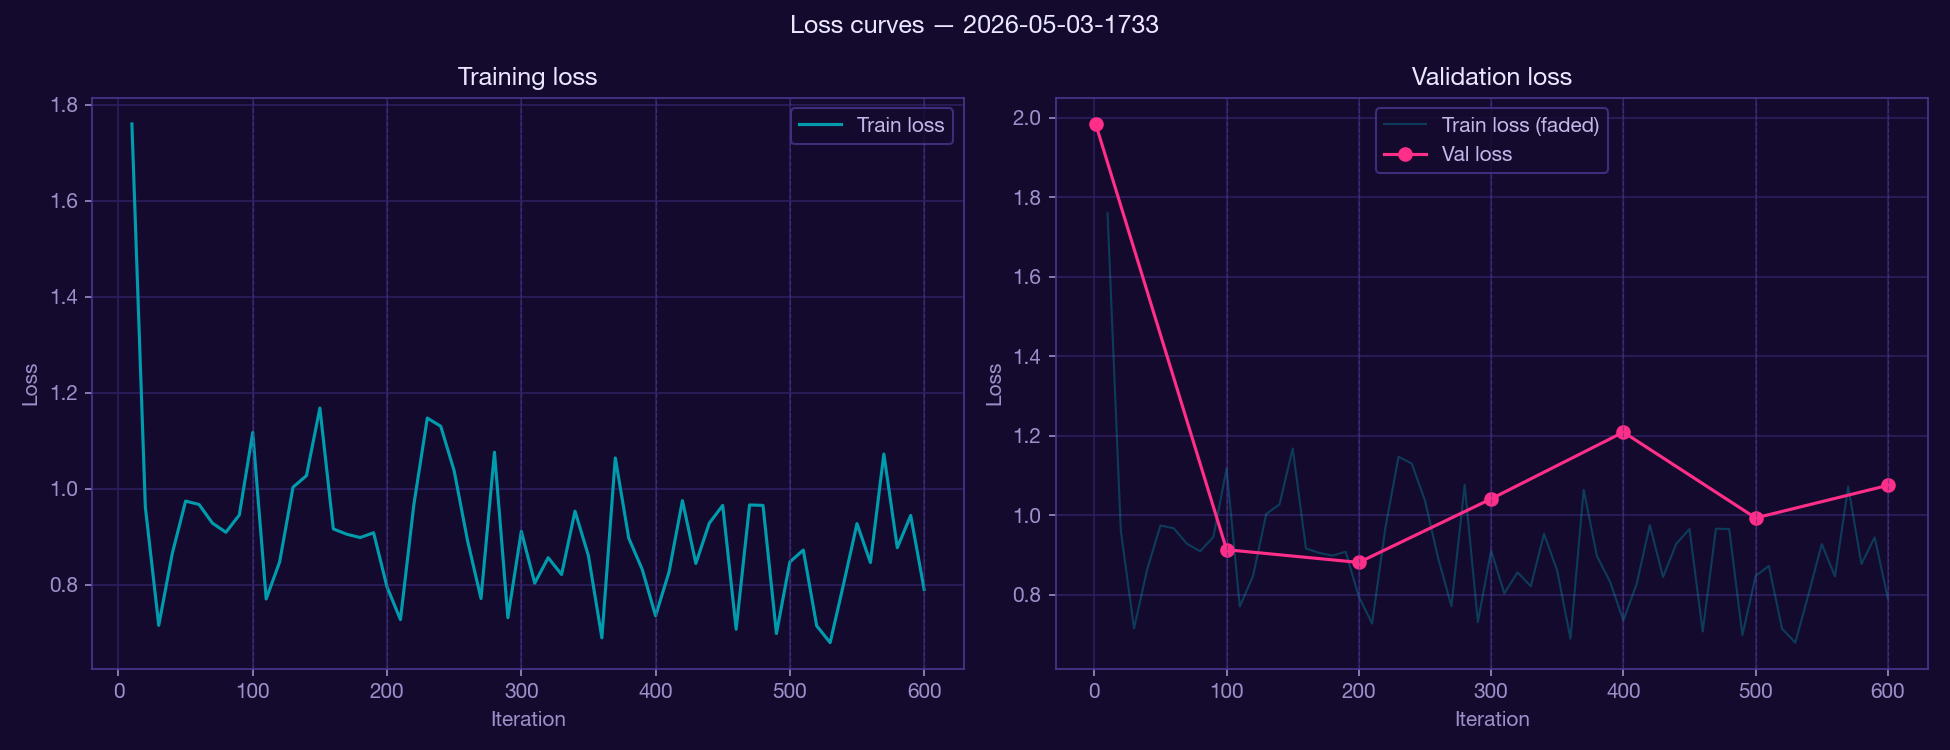 Loss curves — 2026-05-03-1733
Training loss
Train loss
1.8
1.6
1.4
1.2
1.0
0.8
Loss
0 100 200 300 400 500 600
Iteration
Validation loss
Train loss (faded)
Val loss
2.0
1.8
1.6
1.4
1.2
1.0
0.8
Loss
0 100 200 300 400 500 600
Iteration